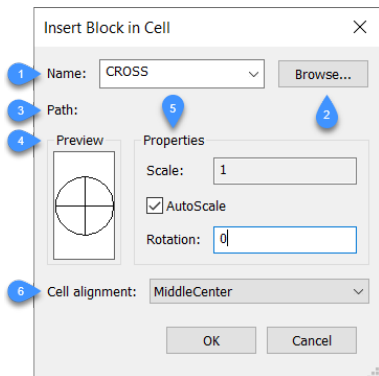 Insert Block in Cell
1 Name: CROSS Browse...
2
3 Path:
5
4 Preview Properties
Scale: 1
AutoScale
Rotation: 0
6 Cell alignment: MiddleCenter
OK Cancel